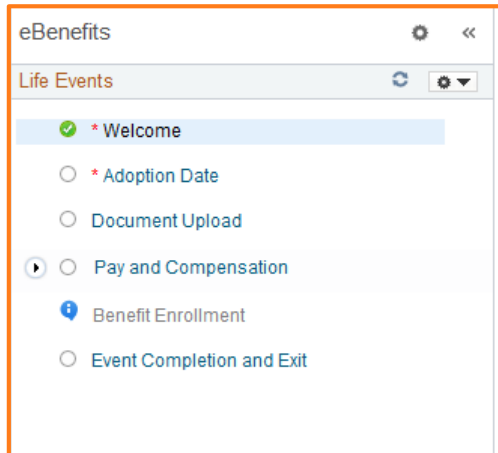 eBenefits
Life Events
* Welcome
* Adoption Date
Document Upload
Pay and Compensation
Benefit Enrollment
Event Completion and Exit